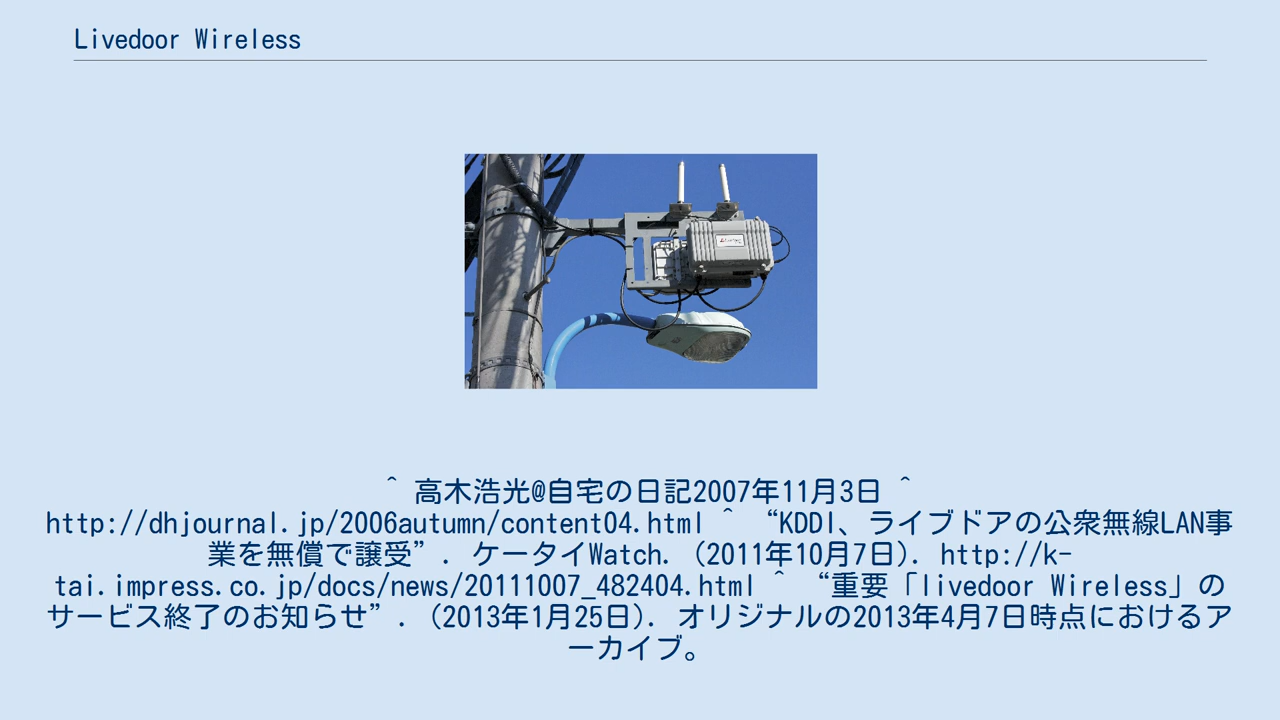 Livedoor Wireless
^ 高木浩光@自宅の日記2007年11月3日 ^
http://dhjournal.jp/2006autumn/content04.html ^ “KDDI、ライブドアの公衆無線LAN事
業を無償で譲受”. ケータイWatch. (2011年10月7日). http://k-
tai.impress.co.jp/docs/news/20111007_482404.html ^ “重要「livedoor Wireless」の
サービス終了のお知らせ”. (2013年1月25日). オリジナルの2013年4月7日時点におけるア
ーカイブ。